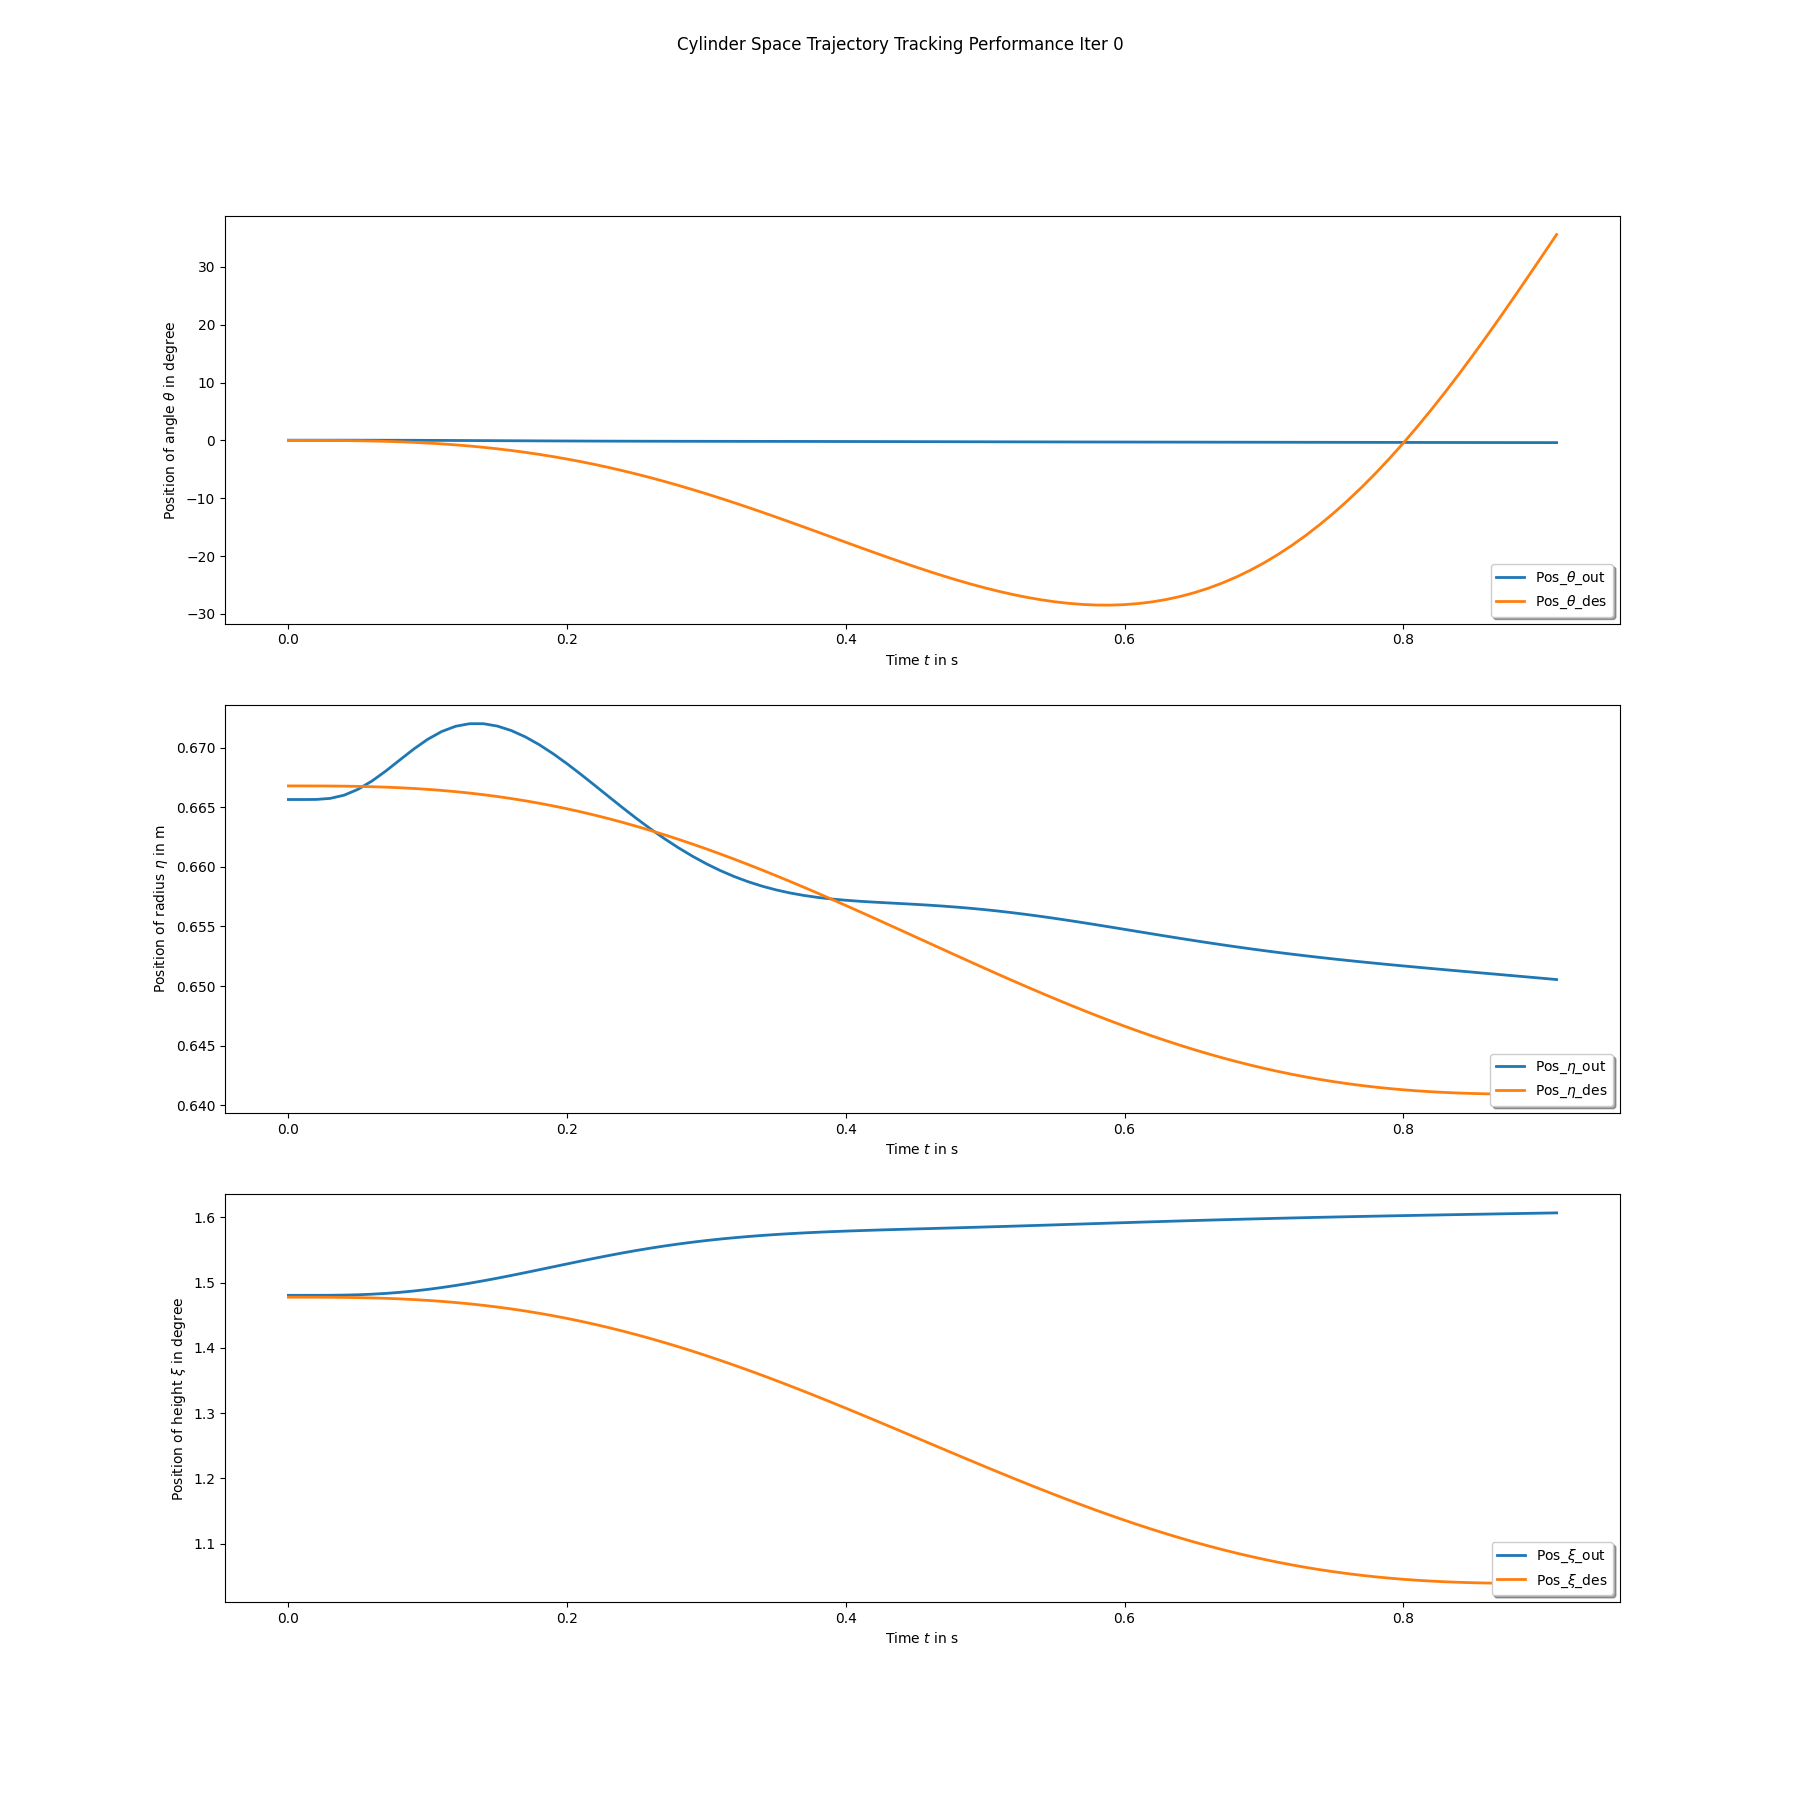 Cylinder Space Trajectory Tracking Performance Iter 0
Position of angle θ in degree
30
20
10
0
−10
−20
−30
0.0 0.2 0.4 0.6 0.8
Time t in s
Pos_θ_out
Pos_θ_des
Position of radius η in m
0.670
0.665
0.660
0.655
0.650
0.645
0.640
0.0 0.2 0.4 0.6 0.8
Time t in s
Pos_η_out
Pos_η_des
Position of height ξ in degree
1.6
1.5
1.4
1.3
1.2
1.1
0.0 0.2 0.4 0.6 0.8
Time t in s
Pos_ξ_out
Pos_ξ_des